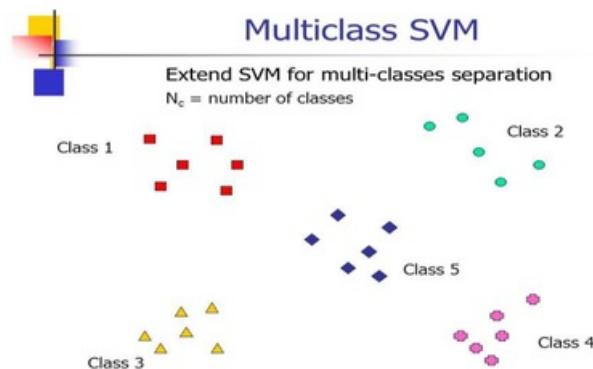 Multiclass SVM
Extend SVM for multi-classes separation
Nc = number of classes
Class 1
Class 2
Class 5
Class 3
Class 4